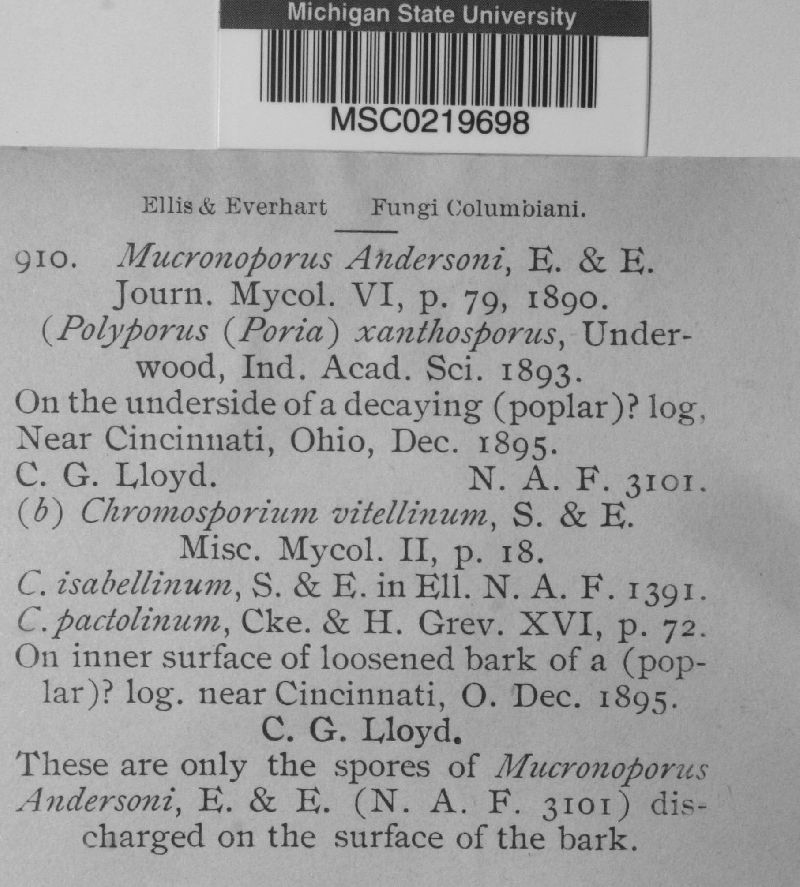 Michigan State University
MSC0219698
Ellis & Everhart Fungi Columbiani.
910. Mucronoporus Andersoni, E. & E.
Journ. Mycol. VI, p. 79, 1890.
(Polyporus (Poria) xanthosporus, Under-
wood, Ind. Acad. Sci. 1893.
On the underside of a decaying (poplar)? log,
Near Cincinnati, Ohio, Dec. 1895.
C. G. Lloyd. N. A. F. 3101.
(b) Chromosporium vitellinum, S. & E.
Misc. Mycol. II, p. 18.
C. isabellinum, S. & E. in Ell. N. A. F. 1391.
C. pactolinum, Cke. & H. Grev. XVI, p. 72.
On inner surface of loosened bark of a (pop-
lar)? log. near Cincinnati, O. Dec. 1895.
C. G. Lloyd.
These are only the spores of Mucronoporus
Andersoni, E. & E. (N. A. F. 3101) dis-
charged on the surface of the bark.